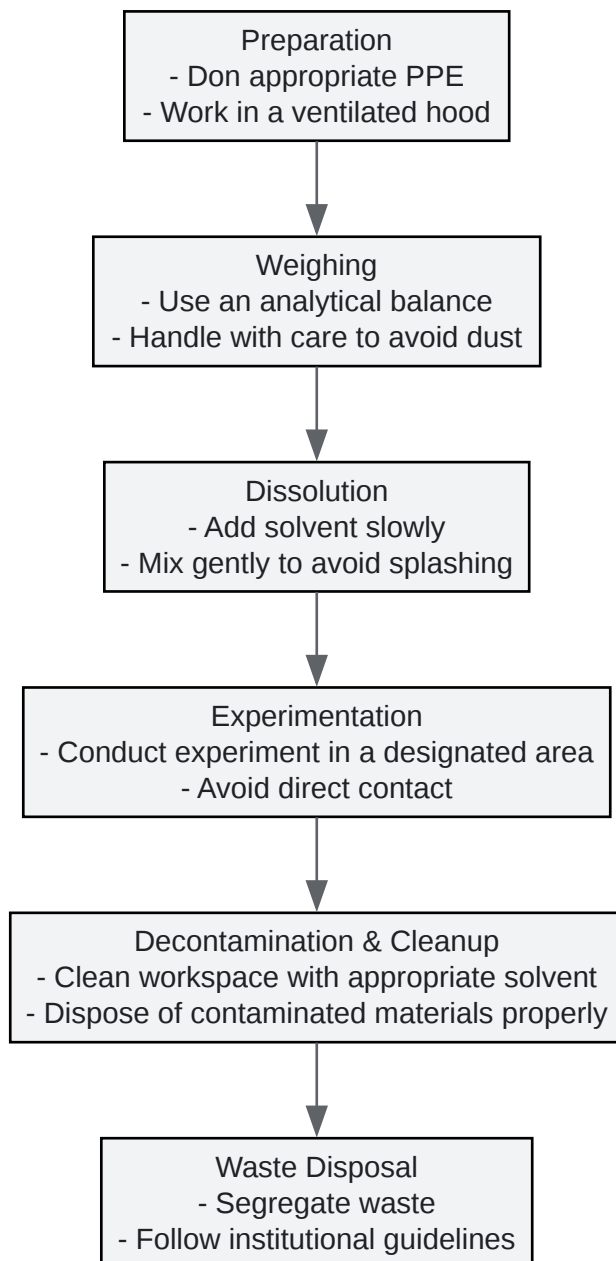 Preparation
- Don appropriate PPE
- Work in a ventilated hood
Weighing
- Use an analytical balance
- Handle with care to avoid dust
Dissolution
- Add solvent slowly
- Mix gently to avoid splashing
Experimentation
- Conduct experiment in a designated area
- Avoid direct contact
Decontamination & Cleanup
- Clean workspace with appropriate solvent
- Dispose of contaminated materials properly
Waste Disposal
- Segregate waste
- Follow institutional guidelines